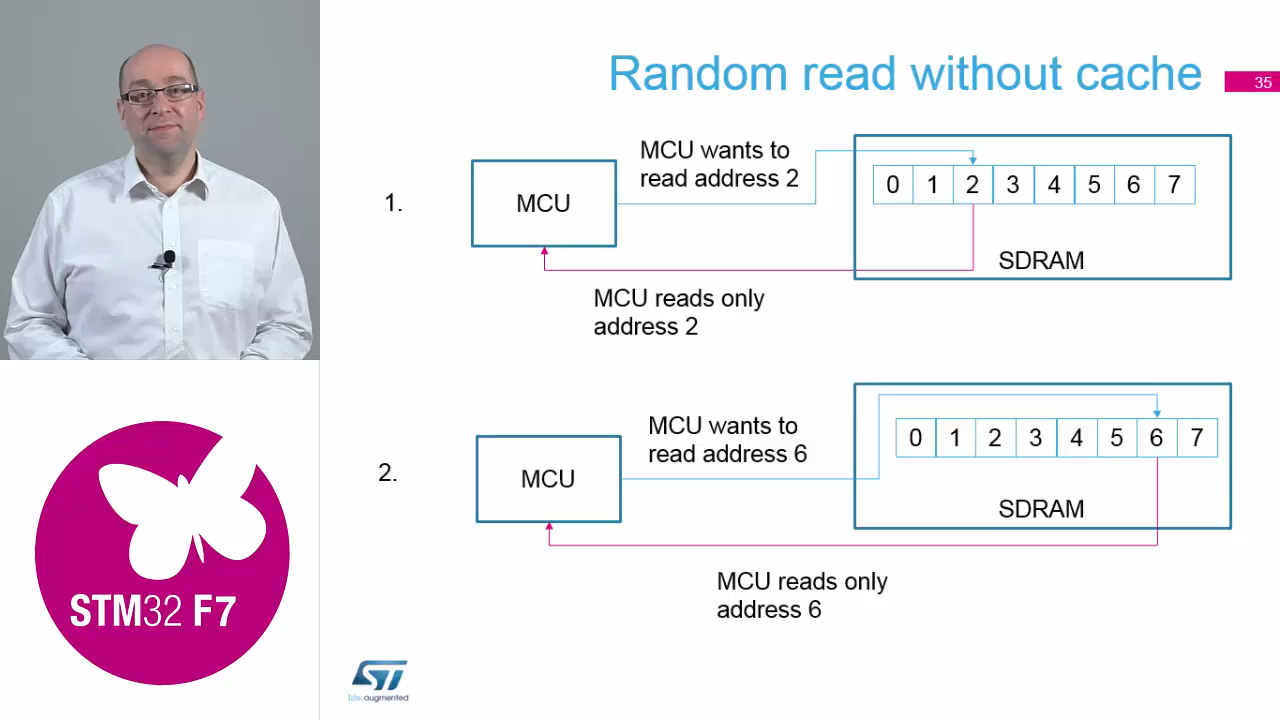 Random read without cache
35
MCU wants to
read address 2
1.
MCU
0 1 2 3 4 5 6 7
SDRAM
MCU reads only
address 2
MCU wants to
read address 6
2.
MCU
0 1 2 3 4 5 6 7
SDRAM
MCU reads only
address 6
STM32 F7
ST
life.augmented